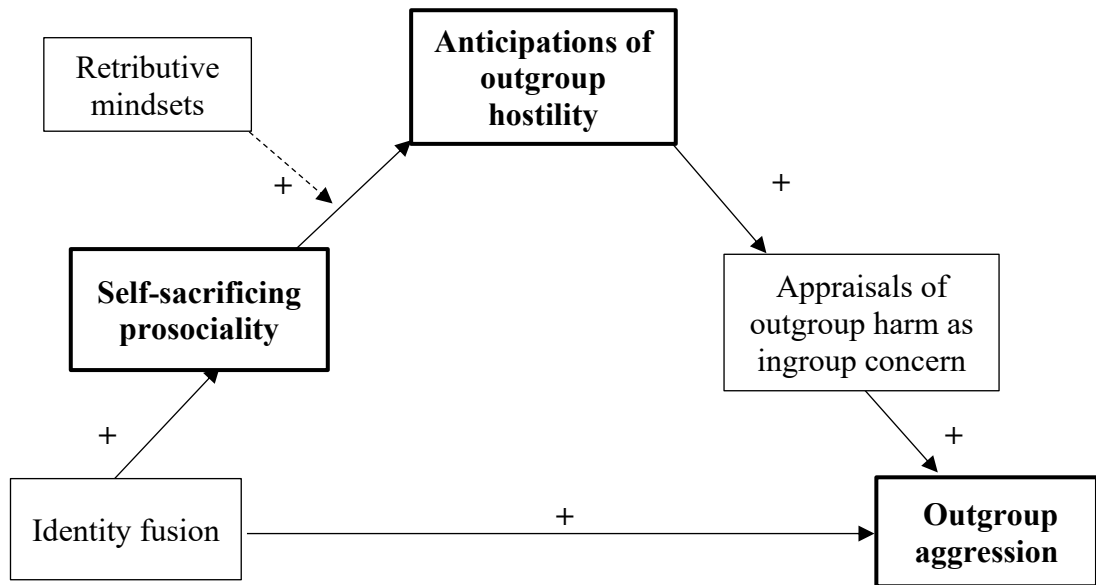 Retributive
mindsets
Anticipations of
outgroup
hostility
+
+
Self-sacrificing
prosociality
Appraisals of
outgroup harm as
ingroup concern
+
+
Identity fusion
+
Outgroup
aggression